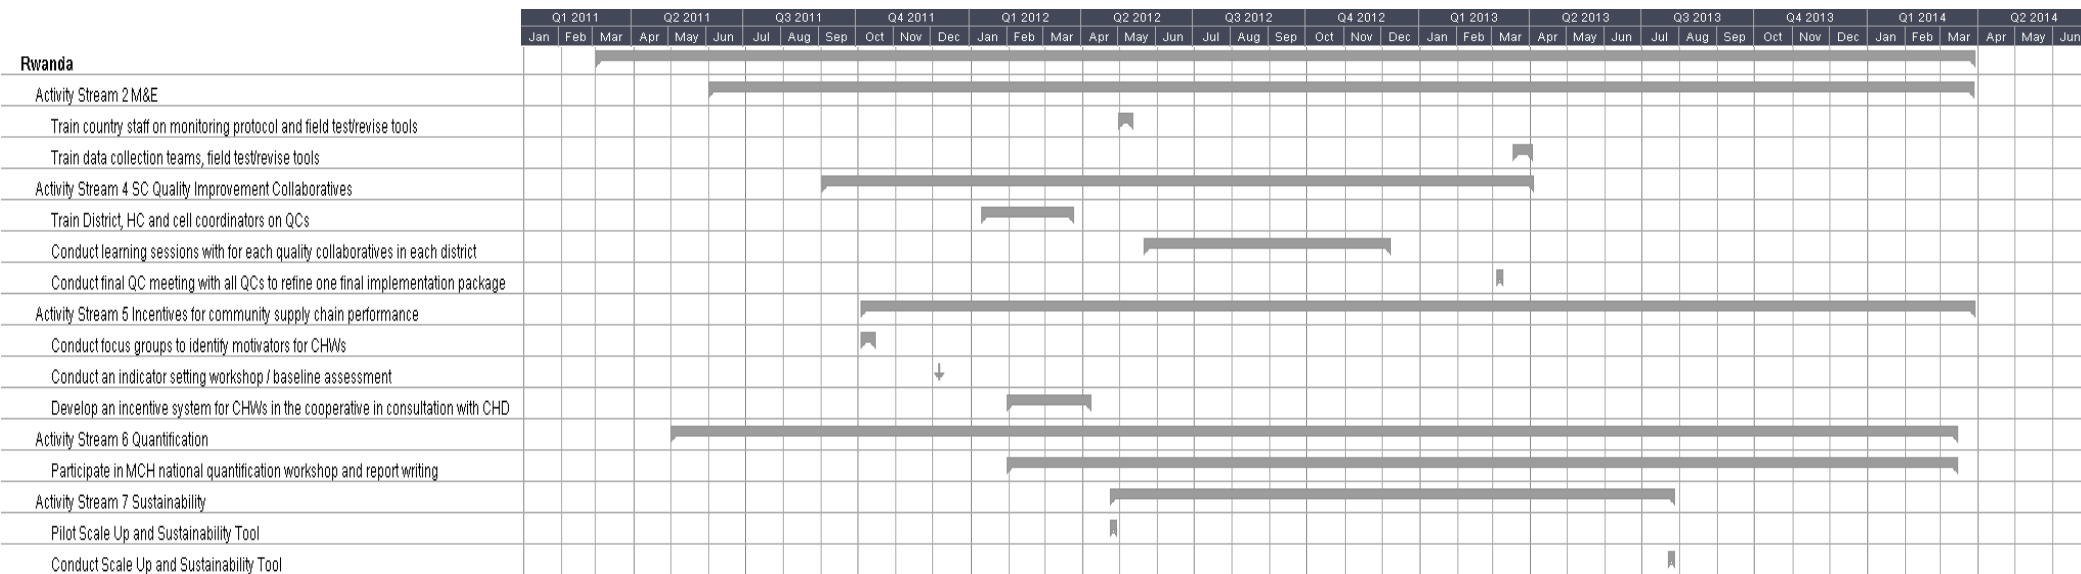 Q1 2011 Q2 2011 Q3 2011 Q4 2011 Q1 2012 Q2 2012 Q3 2012 Q4 2012 Q1 2013 Q2 2013 Q3 2013 Q4 2013 Q1 2014 Q2 2014
Jan Feb Mar Apr May Jun Jul Aug Sep Oct Nov Dec Jan Feb Mar Apr May Jun Jul Aug Sep Oct Nov Dec Jan Feb Mar Apr May Jun Jul Aug Sep Oct Nov Dec Jan Feb Mar Apr May Jun
Rwanda
Activity Stream 2 M&E
Train country staff on monitoring protocol and field test/revise tools
Train data collection teams, field test/revise tools
Activity Stream 4 SC Quality Improvement Collaboratives
Train District, HC and cell coordinators on QCs
Conduct learning sessions with for each quality collaboratives in each district
Conduct final QC meeting with all QCs to refine one final implementation package
Activity Stream 5 Incentives for community supply chain performance
Conduct focus groups to identify motivators for CHWs
Conduct an indicator setting workshop / baseline assessment
Develop an incentive system for CHWs in the cooperative in consultation with CHD
Activity Stream 6 Quantification
Participate in MCH national quantification workshop and report writing
Activity Stream 7 Sustainability
Pilot Scale Up and Sustainability Tool
Conduct Scale Up and Sustainability Tool